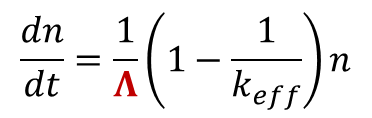 dn/dt = 1/Λ (1 − 1/k_eff) n